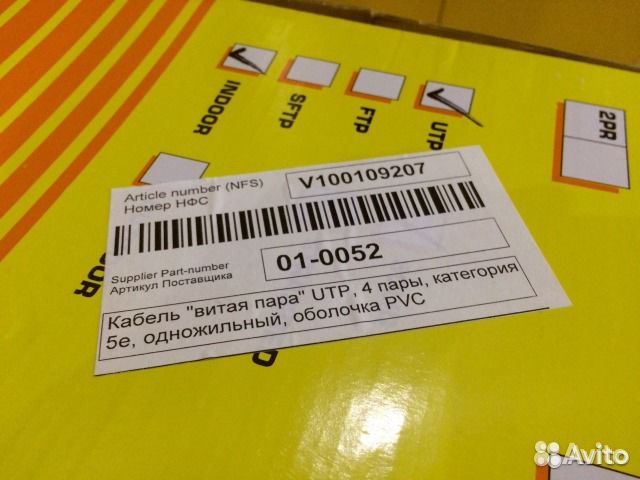 INDOOR
SFTP
FTP
UTP
2PR
Article number (NFS)
Номер НФС
V100109207
Supplier Part-number
Артикул Поставщика
01-0052
Кабель "витая пара" UTP, 4 пары, категория
5e, одножильный, оболочка PVC
Avito